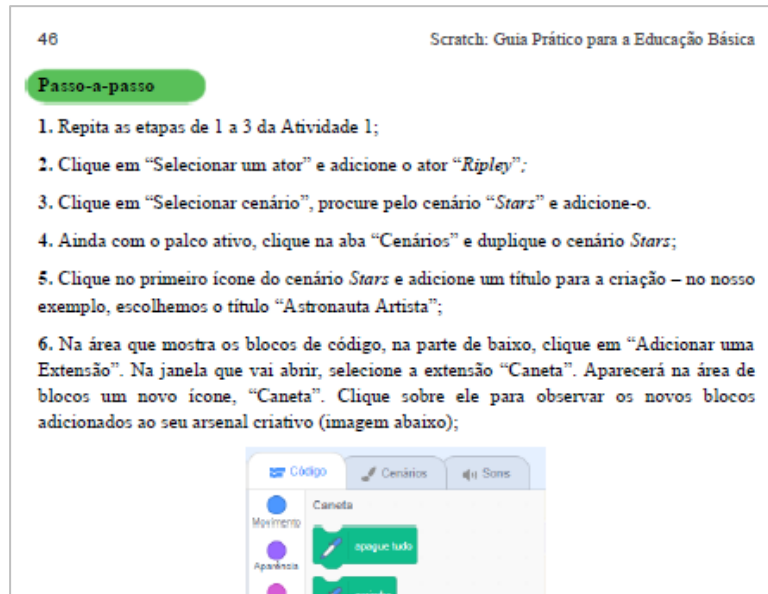 46
Scratch: Guia Prático para a Educação Básica
Passo-a-passo
1. Repita as etapas de 1 a 3 da Atividade 1;
2. Clique em “Selecionar um ator” e adicione o ator “Ripley”;
3. Clique em “Selecionar cenário”, procure pelo cenário “Stars” e adicione-o.
4. Ainda com o palco ativo, clique na aba “Cenários” e duplique o cenário Stars;
5. Clique no primeiro ícone do cenário Stars e adicione um título para a criação – no nosso
exemplo, escolhemos o título “Astronauta Artista”;
6. Na área que mostra os blocos de código, na parte de baixo, clique em “Adicionar uma
Extensão”. Na janela que vai abrir, selecione a extensão “Caneta”. Aparecerá na área de
blocos um novo ícone, “Caneta”. Clique sobre ele para observar os novos blocos
adicionados ao seu arsenal criativo (imagem abaixo);
Código
Cenários
Sons
Movimento
Caneta
apague tudo
Aparência